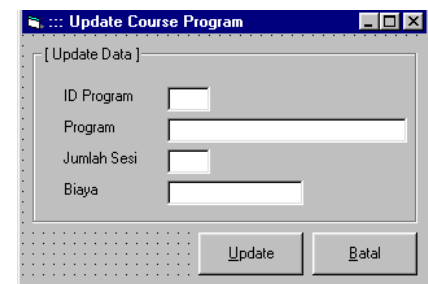 ::: Update Course Program
[ Update Data ]
ID Program
Program
Jumlah Sesi
Biaya
Update Batal